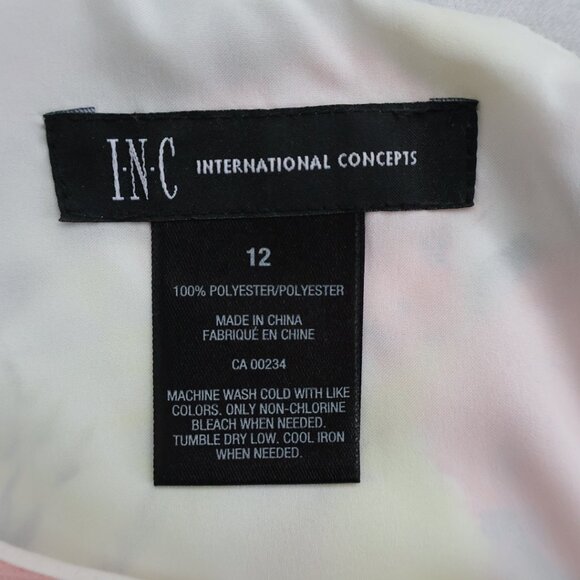 I·N·C INTERNATIONAL CONCEPTS
12
100% POLYESTER/POLYESTER
MADE IN CHINA
FABRIQUÉ EN CHINE
CA 00234
MACHINE WASH COLD WITH LIKE
COLORS. ONLY NON-CHLORINE
BLEACH WHEN NEEDED.
TUMBLE DRY LOW. COOL IRON
WHEN NEEDED.